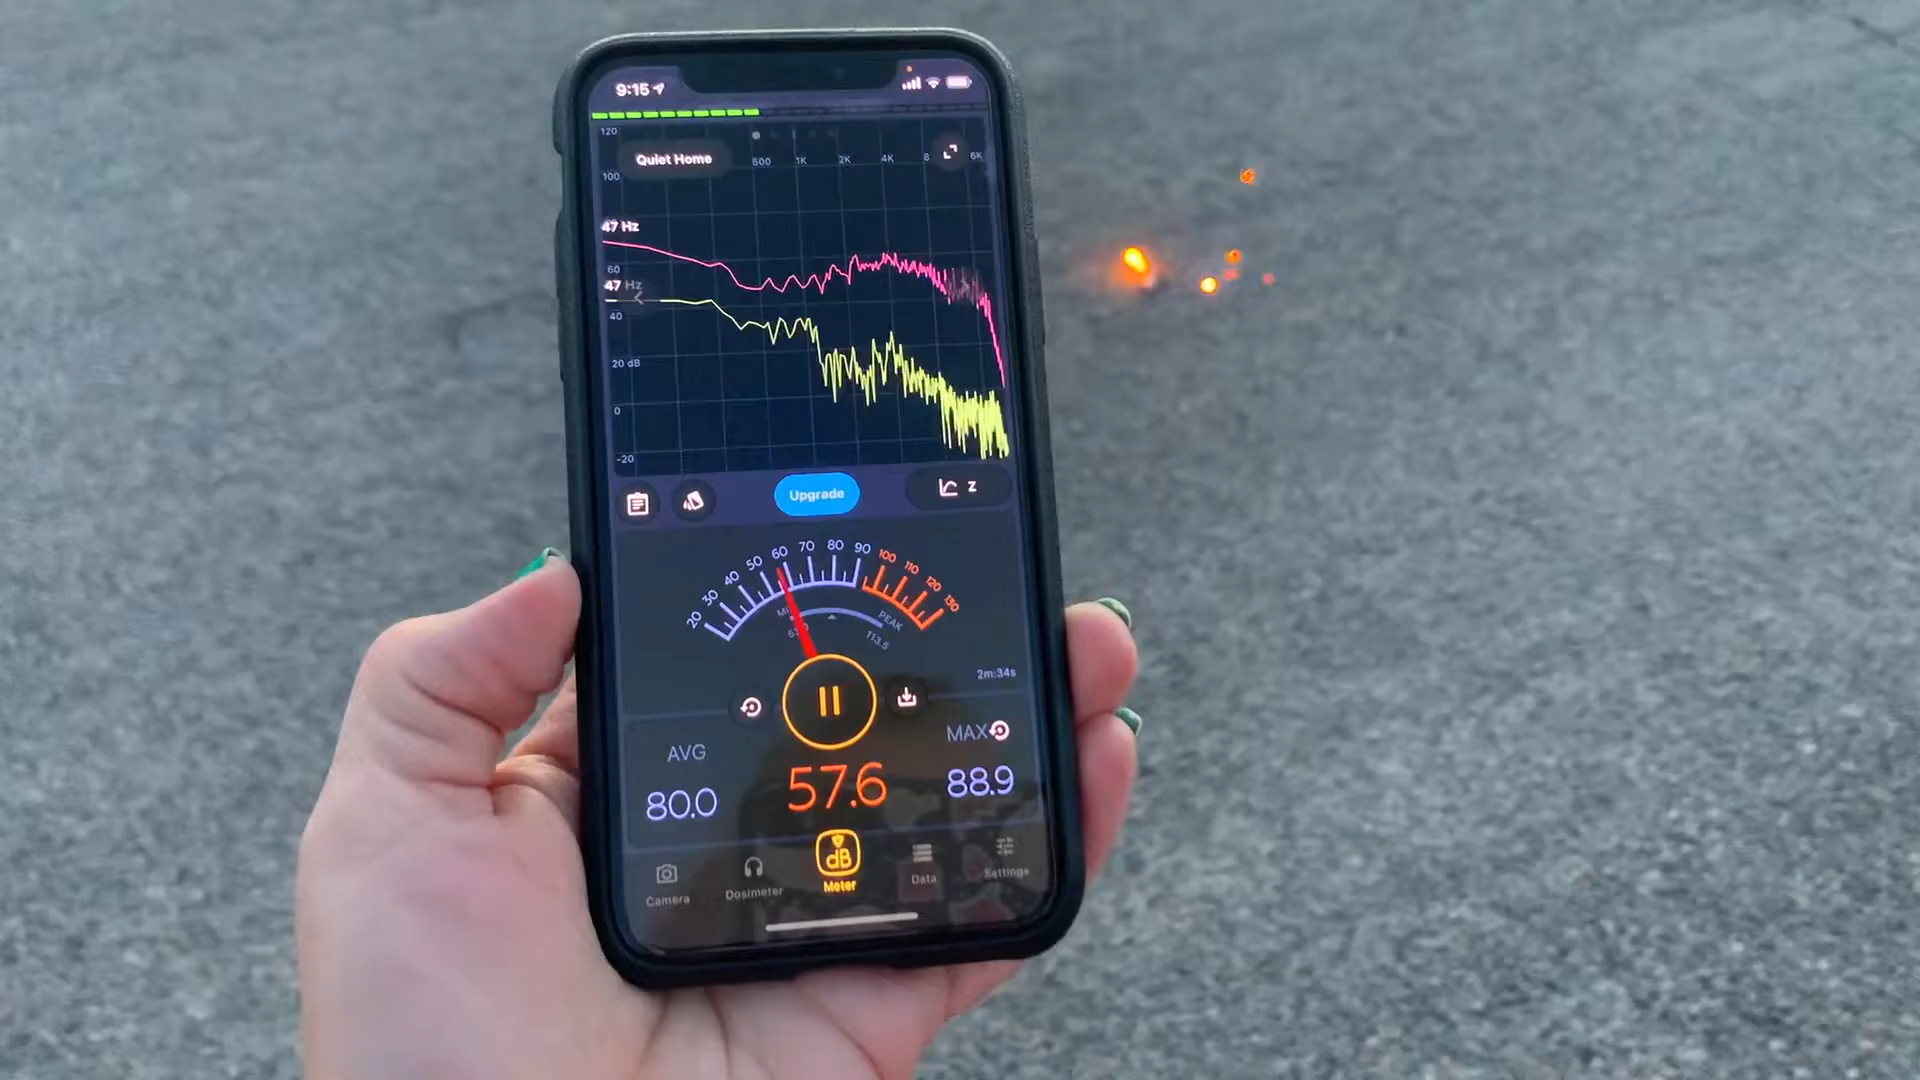 9:15
120
Quiet Home
500 1K 2K 4K 8 6K
100
47 Hz
60
47 Hz
40
20 dB
0
-20
Upgrade
Z
20 30 40 50 60 70 80 90 100 110 120 130
PEAK
113.5
2m:34s
AVG
MAX
80.0
57.6
88.9
dB
Camera
Dosimeter
Meter
Data
Settings